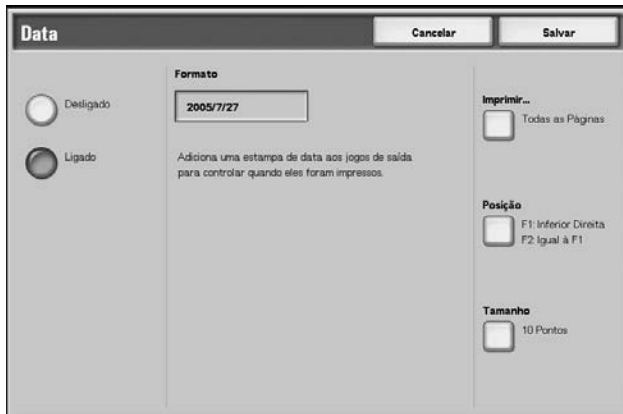 Data
Cancelar
Salvar
Desligado
Ligado
Formato
2005/7/27
Adiciona uma estampa de data aos jogos de saída
para controlar quando eles foram impressos.
Imprimir...
Todas as Páginas
Posição
F1: Inferior Direita
F2: Igual à F1
Tamanho
10 Pontos